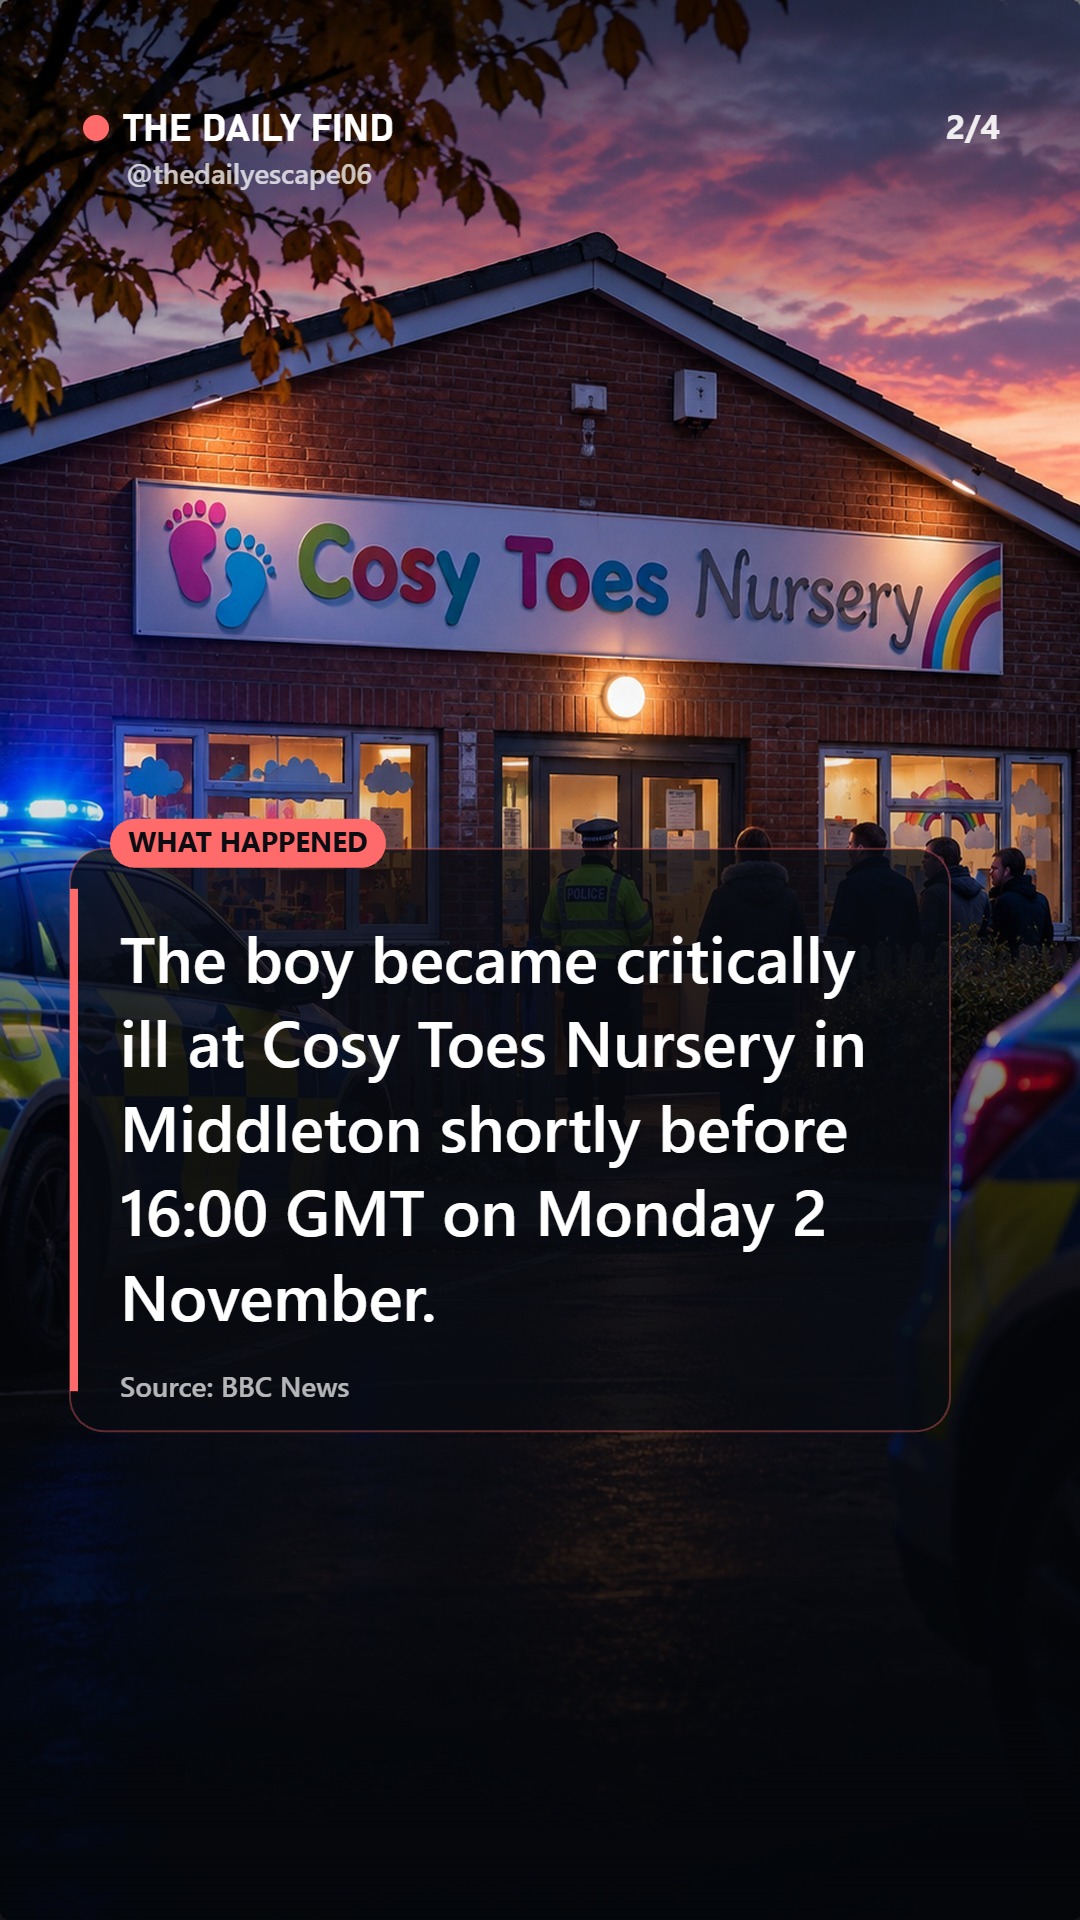 THE DAILY FIND
2/4
@thedailyescape06
Cosy Toes Nursery
WHAT HAPPENED
POLICE
The boy became critically
ill at Cosy Toes Nursery in
Middleton shortly before
16:00 GMT on Monday 2
November.
Source: BBC News